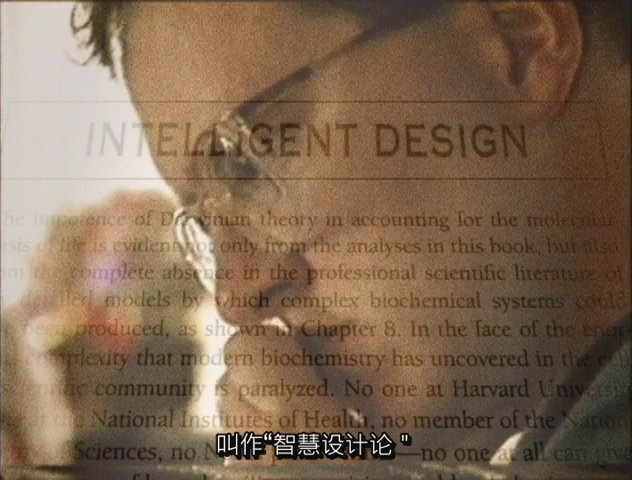 INTELLIGENT DESIGN
The impotence of Darwinian theory in accounting for the molecular
basis of life is evident not only from the analyses in this book, but also
from the complete absence in the professional scientific literature of
detailed models by which complex biochemical systems could
been produced, as shown in Chapter 8. In the face of the
complexity that modern biochemistry has uncovered in the cell
scientific community is paralyzed. No one at Harvard University
at the National Institutes of Health, no member of the National
Sciences, no —no one at all can give
叫作“智慧设计论 "